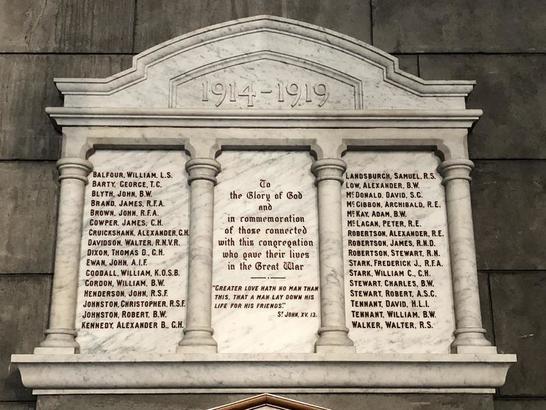 1914-1919
BALFOUR, WILLIAM, L.S.
BARTY, GEORGE, T.C.
BLYTH, JOHN, B.W.
BRAND, JAMES, R.F.A.
BROWN, JOHN, R.F.A.
COWPER, JAMES, C.H.
CRUICKSHANK, ALEXANDER, G.H.
DAVIDSON, WALTER, R.N.V.R.
DIXON, THOMAS D., G.H.
EWAN, JOHN, A.I.F.
GOODALL, WILLIAM, K.O.S.B.
GORDON, WILLIAM, B.W.
HENDERSON, JOHN, R.S.F.
JOHNSTON, CHRISTOPHER, R.S.F.
JOHNSTON, ROBERT, B.W.
KENNEDY, ALEXANDER B., G.H.
To
the Glory of God
and
in commemoration
of those connected
with this congregation
who gave their lives
in the Great War
"GREATER LOVE HATH NO MAN THAN
THIS, THAT A MAN LAY DOWN HIS
LIFE FOR HIS FRIENDS."
ST JOHN, XV. 13.
LANDSBURGH, SAMUEL, R.S.
LOW, ALEXANDER, B.W.
McDONALD, DAVID, S.G.
McGIBBON, ARCHIBALD, R.E.
McKAY, ADAM, B.W.
McLAGAN, PETER, R.E.
ROBERTSON, ALEXANDER, R.E.
ROBERTSON, JAMES, R.N.D.
ROBERTSON, STEWART, R.H.
STARK, FREDERICK J., R.F.A.
STARK, WILLIAM C., G.H.
STEWART, CHARLES, B.W.
STEWART, ROBERT, A.S.C.
TENNANT, DAVID, H.L.I.
TENNANT, WILLIAM, B.W.
WALKER, WALTER, R.S.